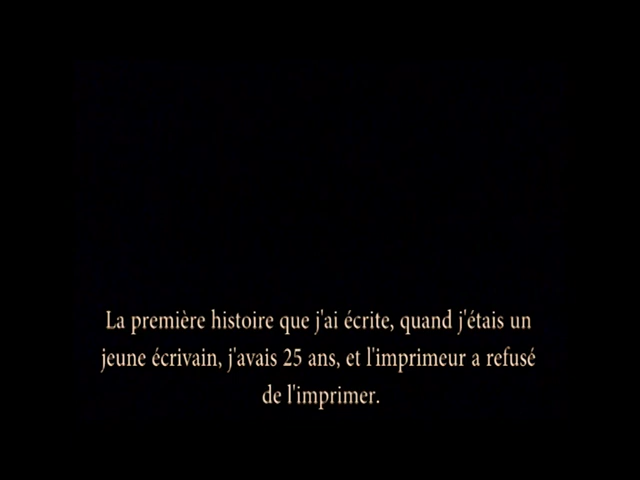 La première histoire que j'ai écrite, quand j'étais un
jeune écrivain, j'avais 25 ans, et l'imprimeur a refusé
de l'imprimer.